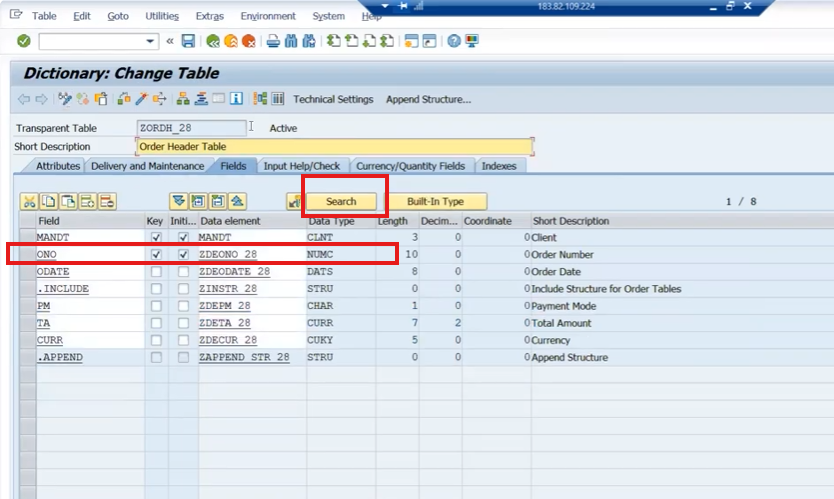 Table Edit Goto Utilities Extras Environment System Help 183.82.109.224
Dictionary: Change Table
Technical Settings Append Structure...
Transparent Table ZORDH_28 Active
Short Description Order Header Table
Attributes Delivery and Maintenance Fields Input Help/Check Currency/Quantity Fields Indexes
Search Built-In Type 1 / 8
Field Key Initi... Data element Data Type Length Decim... Coordinate Short Description
MANDT MANDT CLNT 3 0 0 Client
ONO ZDEONO_28 NUMC 10 0 0 Order Number
ODATE ZDEODATE_28 DATS 8 0 0 Order Date
.INCLUDE ZINSTR_28 STRU 0 0 0 Include Structure for Order Tables
PM ZDEPM_28 CHAR 1 0 0 Payment Mode
TA ZDETA_28 CURR 7 2 0 Total Amount
CURR ZDECUR_28 CUKY 5 0 0 Currency
.APPEND ZAPPEND_STR_28 STRU 0 0 0 Append Structure